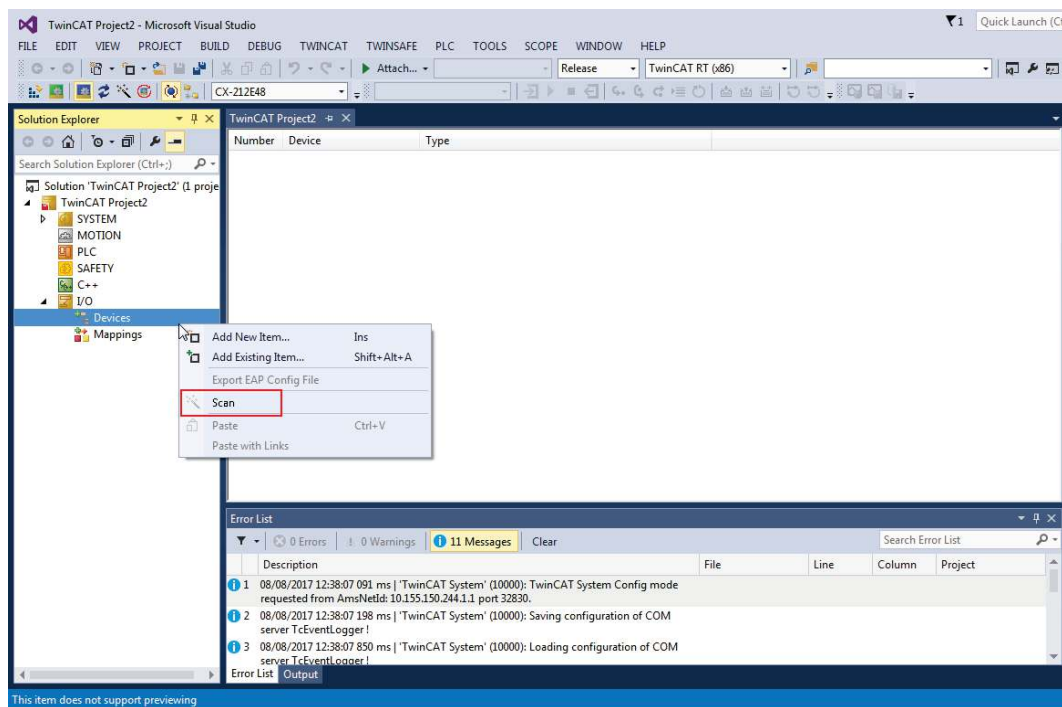 TwinCAT Project2 - Microsoft Visual Studio
1
Quick Launch (Ct
FILE EDIT VIEW PROJECT BUILD DEBUG TWINCAT TWINSAFE PLC TOOLS SCOPE WINDOW HELP
Attach...
Release
TwinCAT RT (x86)
CX-212E48
Solution Explorer
Search Solution Explorer (Ctrl+;)
Solution 'TwinCAT Project2' (1 proje
TwinCAT Project2
SYSTEM
MOTION
PLC
SAFETY
C++
I/O
Devices
Mappings
TwinCAT Project2
Number Device Type
Add New Item... Ins
Add Existing Item... Shift+Alt+A
Export EAP Config File
Scan
Paste Ctrl+V
Paste with Links
Error List
0 Errors 0 Warnings 11 Messages Clear
Search Error List
Description File Line Column Project
1 08/08/2017 12:38:07 091 ms | 'TwinCAT System' (10000): TwinCAT System Config mode
requested from AmsNetId: 10.155.150.244.1.1 port 32830.
2 08/08/2017 12:38:07 198 ms | 'TwinCAT System' (10000): Saving configuration of COM
server TcEventLogger !
3 08/08/2017 12:38:07 850 ms | 'TwinCAT System' (10000): Loading configuration of COM
server TcEventLogger !
Error List Output
This item does not support previewing